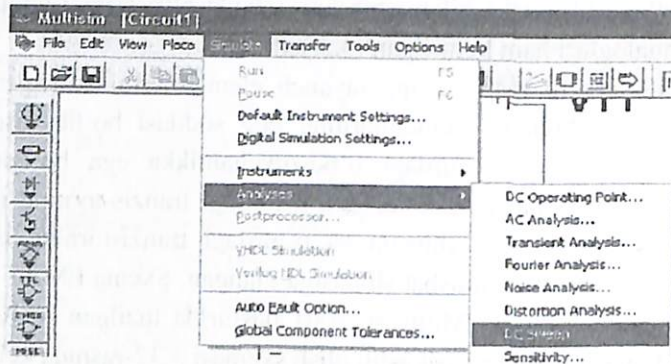 Multisim - [Circuit1]
File Edit View Place Simulate Transfer Tools Options Help
Run F5
Pause F6
Default Instrument Settings...
Digital Simulation Settings...
Instruments
Analyses
Postprocessor...
VHDL Simulation
Verilog HDL Simulation
Auto Fault Option...
Global Component Tolerances...
DC Operating Point...
AC Analysis...
Transient Analysis...
Fourier Analysis...
Noise Analysis...
Distortion Analysis...
DC Sweep
Sensitivity...